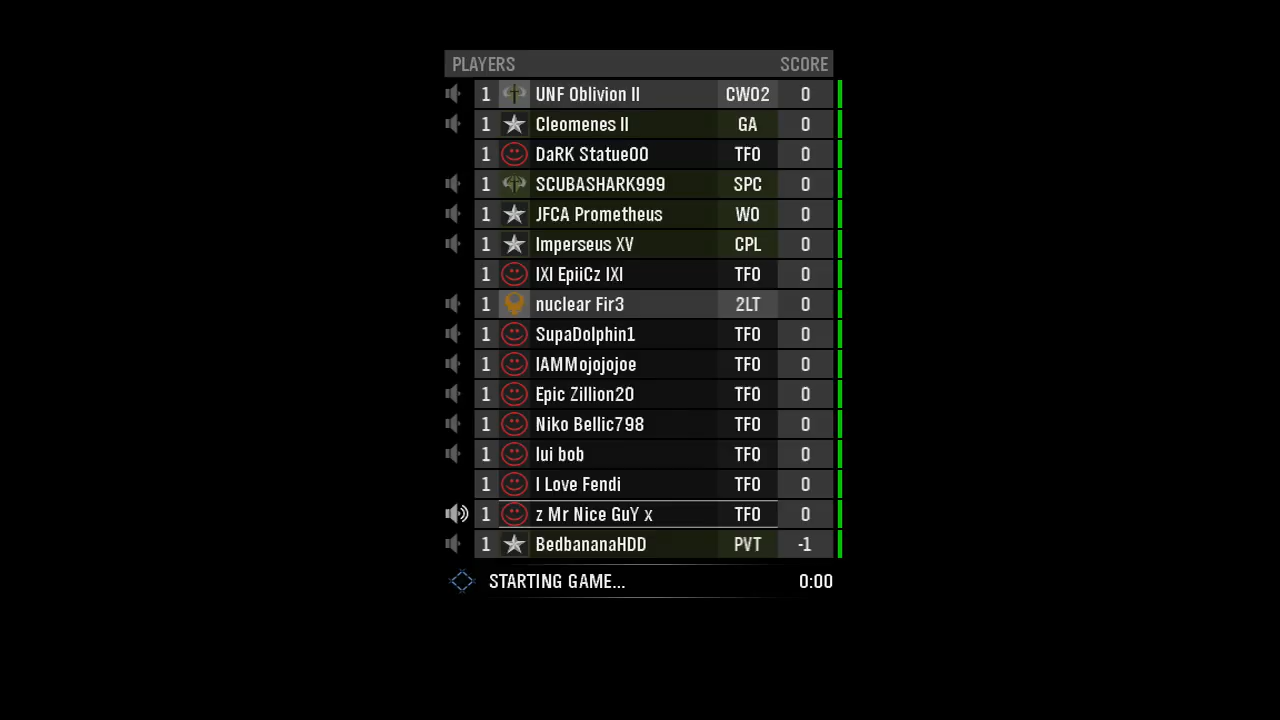 PLAYERS SCORE
1 UNF Oblivion II CWO2 0
1 Cleomenes II GA 0
1 DaRK Statue00 TFO 0
1 SCUBASHARK999 SPC 0
1 JFCA Prometheus WO 0
1 Imperseus XV CPL 0
1 IXI EpiiCz IXI TFO 0
1 nuclear Fir3 2LT 0
1 SupaDolphin1 TFO 0
1 IAMMojojojoe TFO 0
1 Epic Zillion20 TFO 0
1 Niko Bellic798 TFO 0
1 lui bob TFO 0
1 I Love Fendi TFO 0
1 z Mr Nice GuY x TFO 0
1 BedbananaHDD PVT -1
STARTING GAME... 0:00